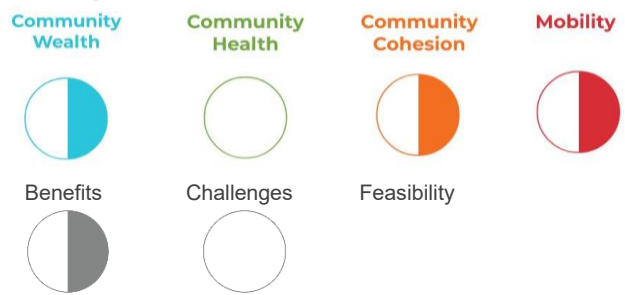 Community Wealth
Community Health
Community Cohesion
Mobility
Benefits
Challenges
Feasibility